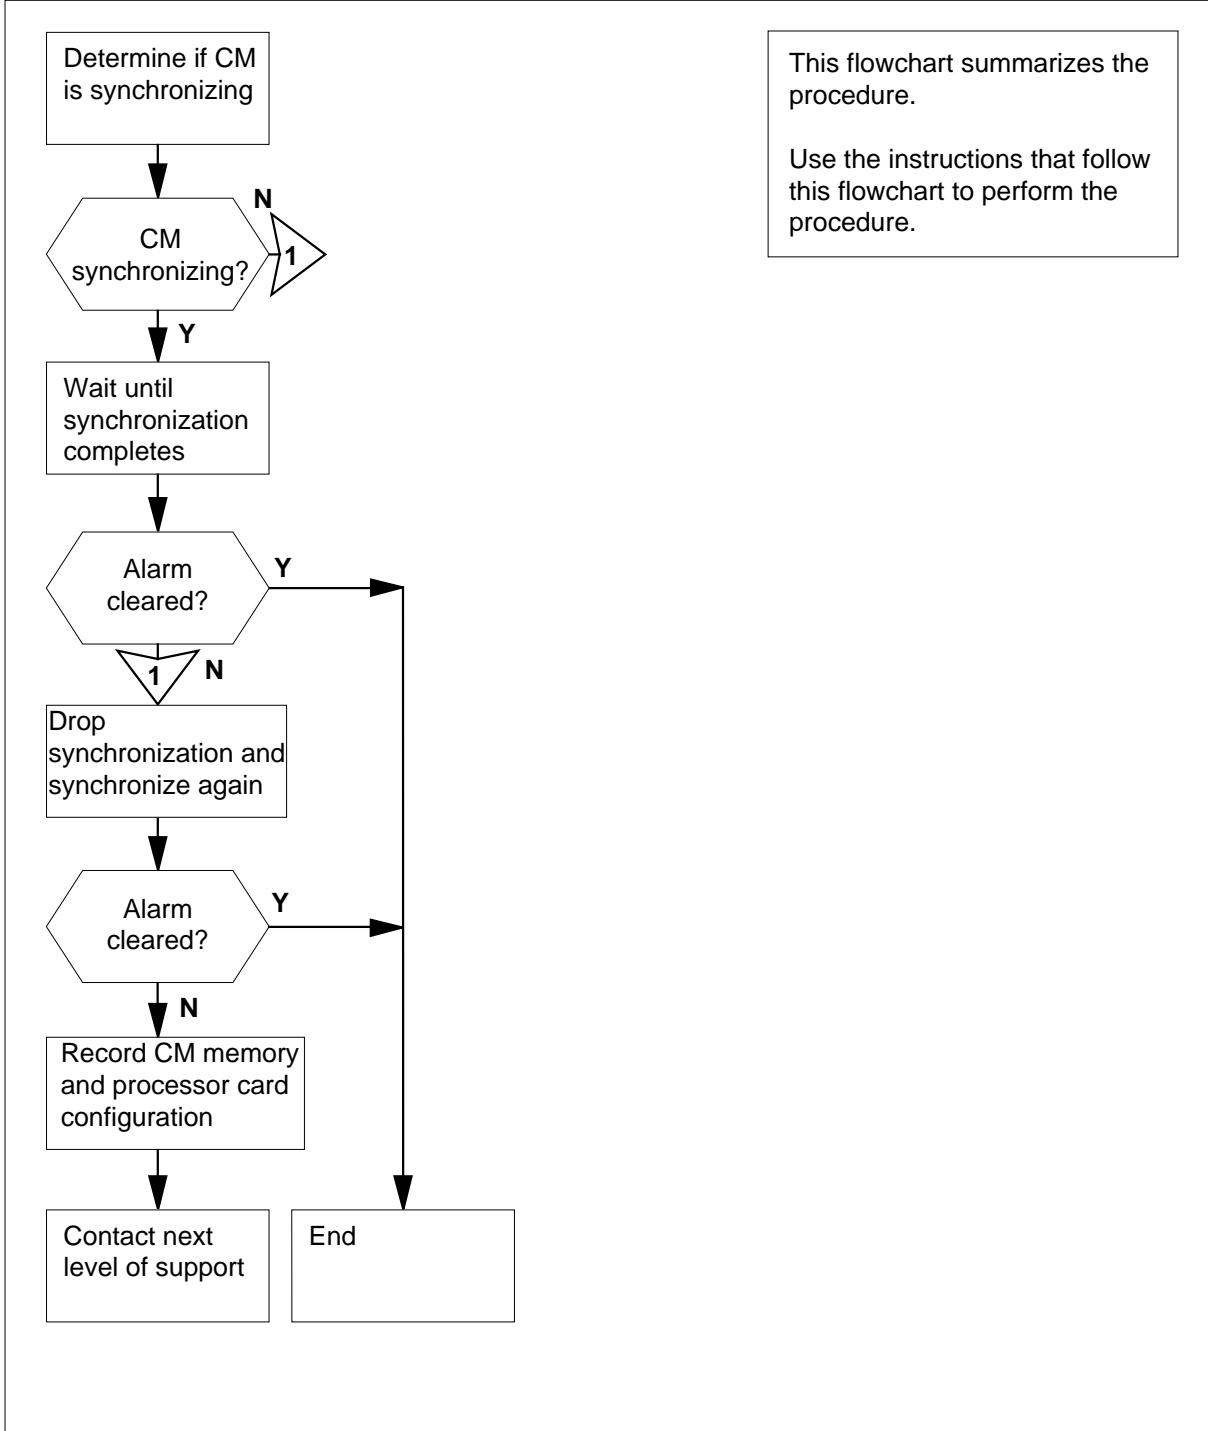 Determine if CM
is synchronizing
This flowchart summarizes the
procedure.
Use the instructions that follow
this flowchart to perform the
procedure.
N
CM
synchronizing?
1
Y
Wait until
synchronization
completes
Alarm
cleared?
Y
1
N
Drop
synchronization and
synchronize again
Alarm
cleared?
Y
N
Record CM memory
and processor card
configuration
Contact next
level of support
End